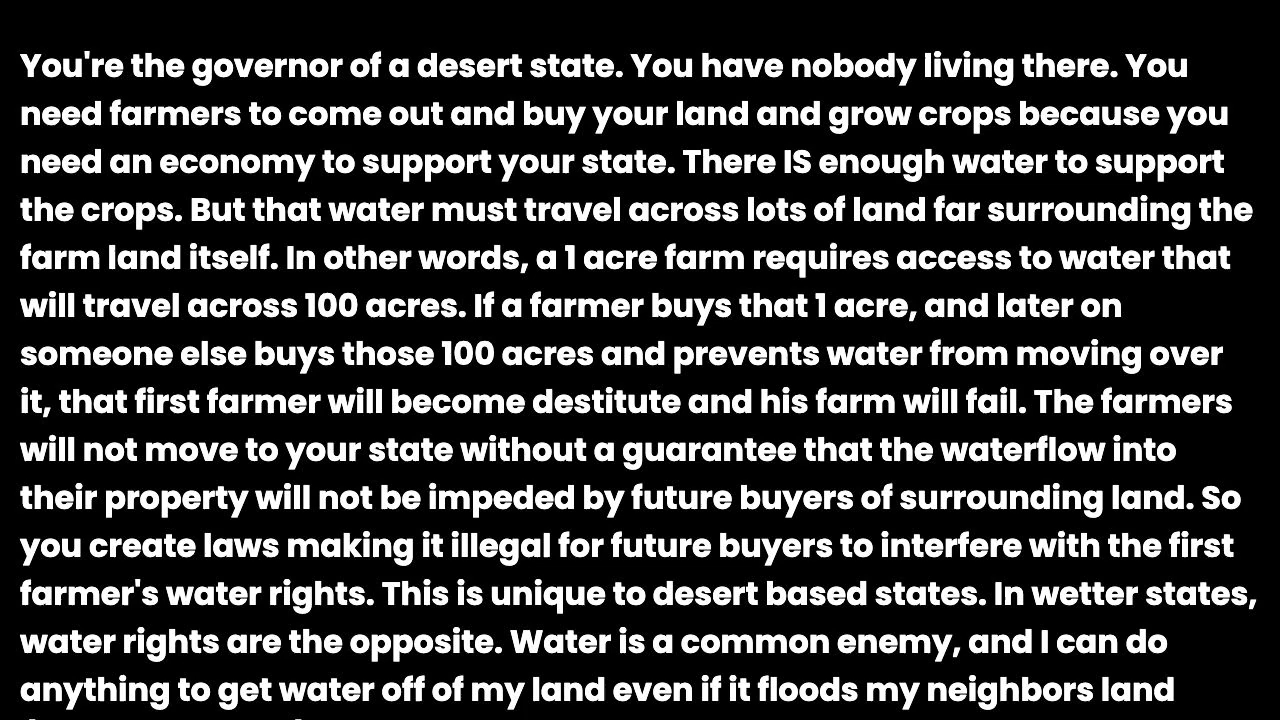 You're the governor of a desert state. You have nobody living there. You
need farmers to come out and buy your land and grow crops because you
need an economy to support your state. There IS enough water to support
the crops. But that water must travel across lots of land far surrounding the
farm land itself. In other words, a 1 acre farm requires access to water that
will travel across 100 acres. If a farmer buys that 1 acre, and later on
someone else buys those 100 acres and prevents water from moving over
it, that first farmer will become destitute and his farm will fail. The farmers
will not move to your state without a guarantee that the waterflow into
their property will not be impeded by future buyers of surrounding land. So
you create laws making it illegal for future buyers to interfere with the first
farmer's water rights. This is unique to desert based states. In wetter states,
water rights are the opposite. Water is a common enemy, and I can do
anything to get water off of my land even if it floods my neighbors land